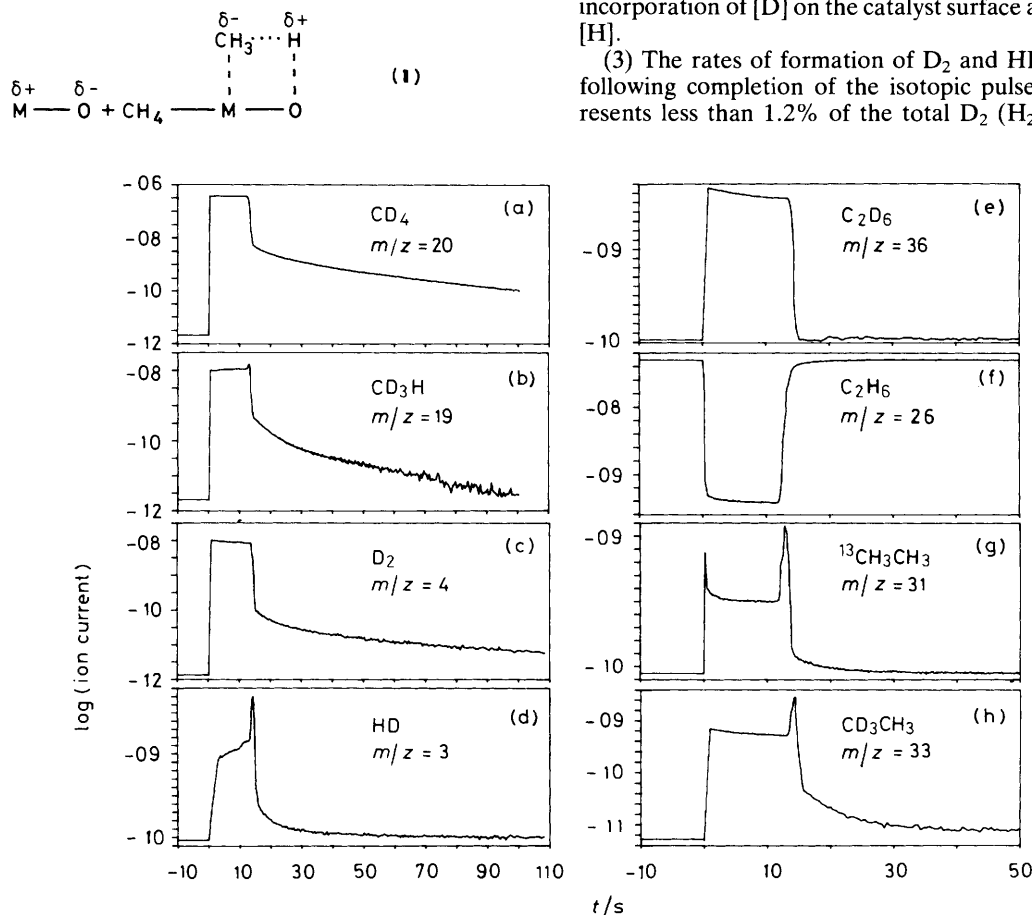 δ- δ+
CH₃····H
(1)
δ+ δ-
M—O + CH₄—M—O
incorporation of [D] on the catalyst surface a
[H].
(3) The rates of formation of D₂ and HI
following completion of the isotopic pulse
resents less than 1.2% of the total D₂ (H₂
log (ion current)
-06
-08
-10
-12
CD₄
m/z = 20
(a)
-08
-10
-12
CD₃H
m/z = 19
(b)
-08
-10
-12
D₂
m/z = 4
(c)
-09
-10
HD
m/z = 3
(d)
-10 10 30 50 70 90 110
-09
-10
C₂D₆
m/z = 36
(e)
-08
-09
C₂H₆
m/z = 26
(f)
-09
-10
¹³CH₃CH₃
m/z = 31
(g)
-09
-10
-11
CD₃CH₃
m/z = 33
(h)
-10 10 30 50
t/s